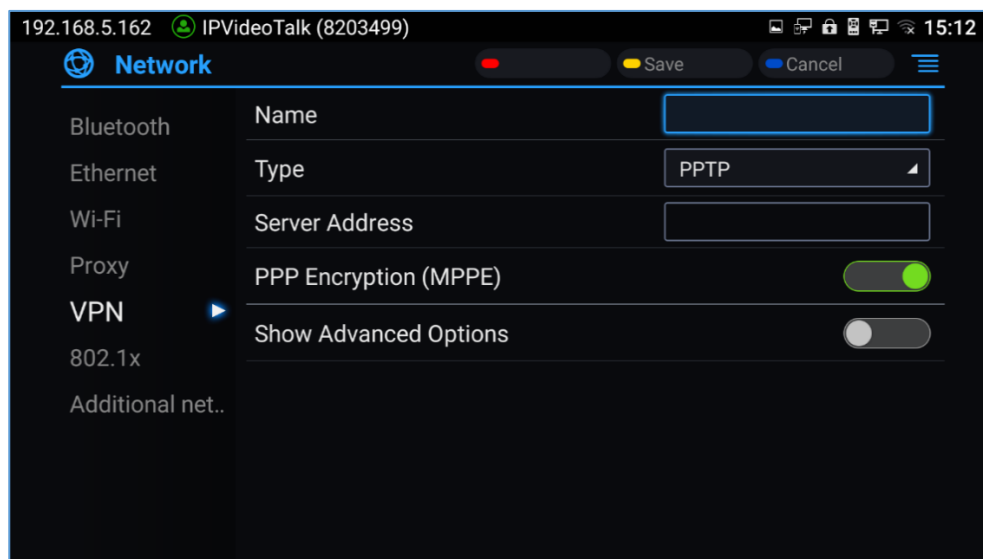 192.168.5.162 IPVideoTalk (8203499) 15:12
Network Save Cancel
Bluetooth
Ethernet
Wi-Fi
Proxy
VPN
802.1x
Additional net..
Name
Type PPTP
Server Address
PPP Encryption (MPPE)
Show Advanced Options